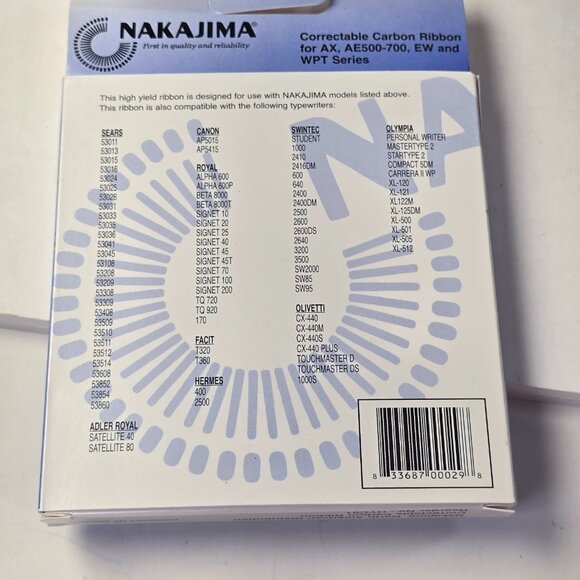 NAKAJIMA®
First in quality and reliability
Correctable Carbon Ribbon
for AX, AE500-700, EW and
WPT Series
This high yield ribbon is designed for use with NAKAJIMA models listed above.
This ribbon is also compatible with the following typewriters:
SEARS
53011
53013
53015
53016
53024
53025
53026
53031
53033
53035
53036
53041
53045
53108
53208
53209
53308
53309
53408
53509
53510
53511
53512
53514
53608
53852
53854
53860
ADLER ROYAL
SATELLITE 40
SATELLITE 80
CANON
AP5015
AP5415
ROYAL
ALPHA 600
ALPHA 600P
BETA 8000
BETA 8000T
SIGNET 10
SIGNET 20
SIGNET 25
SIGNET 40
SIGNET 45
SIGNET 45T
SIGNET 70
SIGNET 100
SIGNET 200
TQ 720
TQ 920
170
FACIT
T320
T360
HERMES
400
2500
SWINTEC
STUDENT
1000
2410
2416DM
600
640
2400
2400DM
2500
2600
2600DS
2640
3200
3500
SW2000
SW85
SW95
OLIVETTI
CX-440
CX-440M
CX-440S
CX-440 PLUS
TOUCHMASTER D
TOUCHMASTER DS
1000S
OLYMPIA
PERSONAL WRITER
MASTERTYPE 2
STARTYPE 2
COMPACT 5DM
CARRERA II WP
XL-120
XL-121
XL122M
XL-125DM
XL-500
XL-501
XL-505
XL-512
NA
8 33687 00029 8